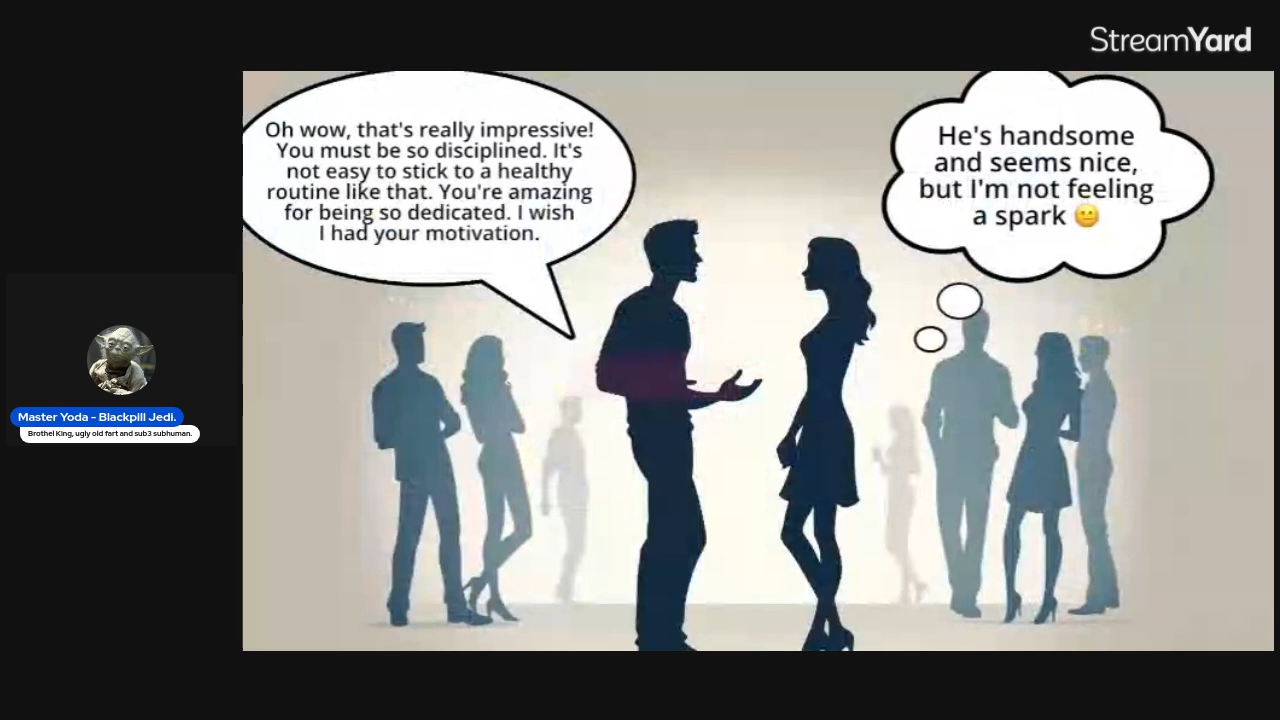 StreamYard
Oh wow, that's really impressive!
You must be so disciplined. It's
not easy to stick to a healthy
routine like that. You're amazing
for being so dedicated. I wish
I had your motivation.
He's handsome
and seems nice,
but I'm not feeling
a spark 😐
Master Yoda - Blackpill Jedi.
Brothel King, ugly old fart and sub3 subhuman.